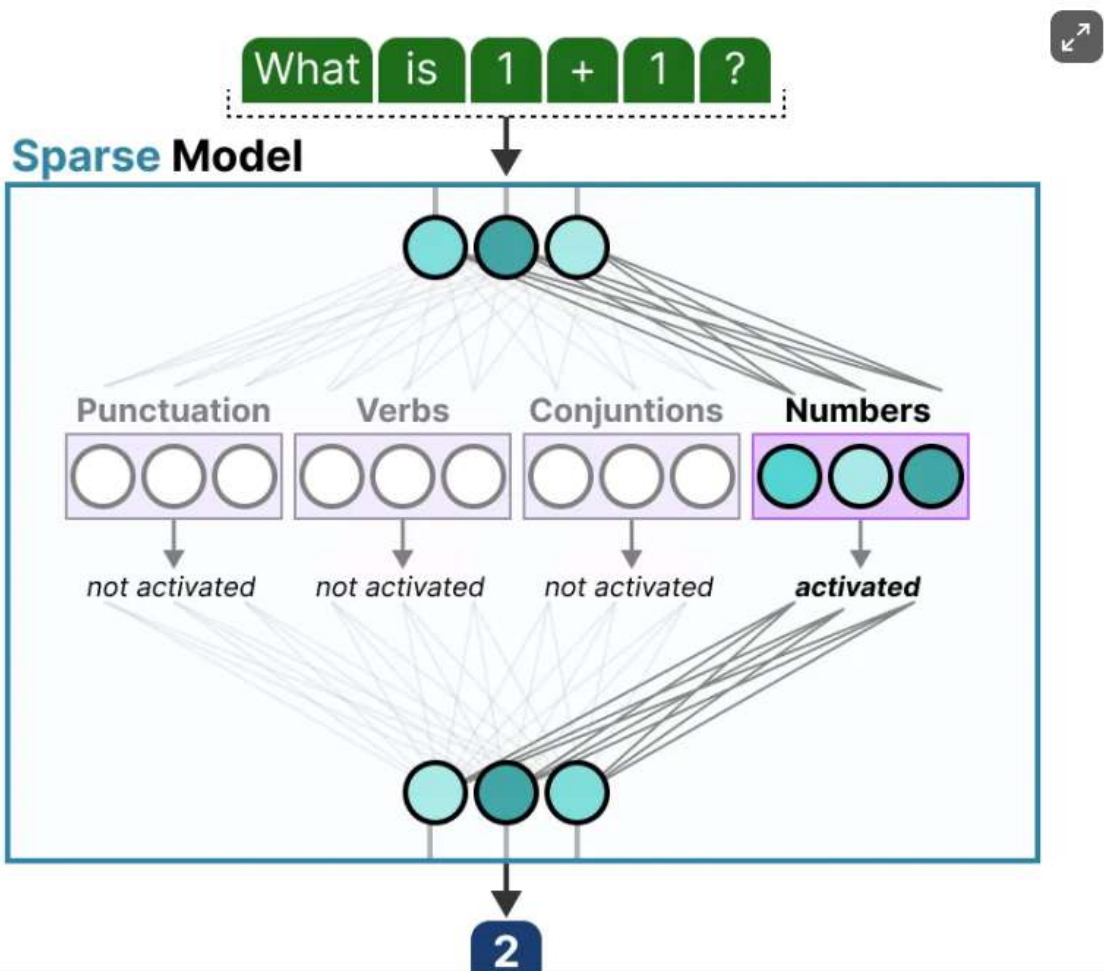 What is 1 + 1 ?
Sparse Model
Punctuation Verbs Conjuntions Numbers
not activated not activated not activated activated
2